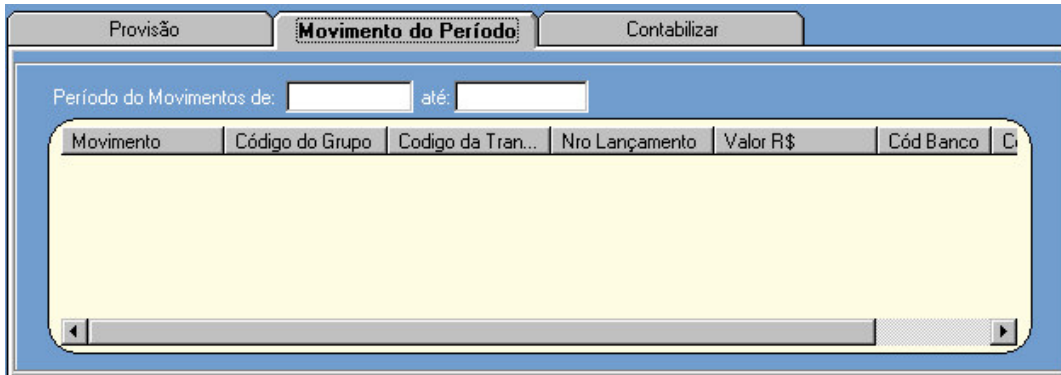 Provisão Movimento do Período Contabilizar
Período do Movimentos de: até:
Movimento Código do Grupo Codigo da Tran... Nro Lançamento Valor R$ Cód Banco